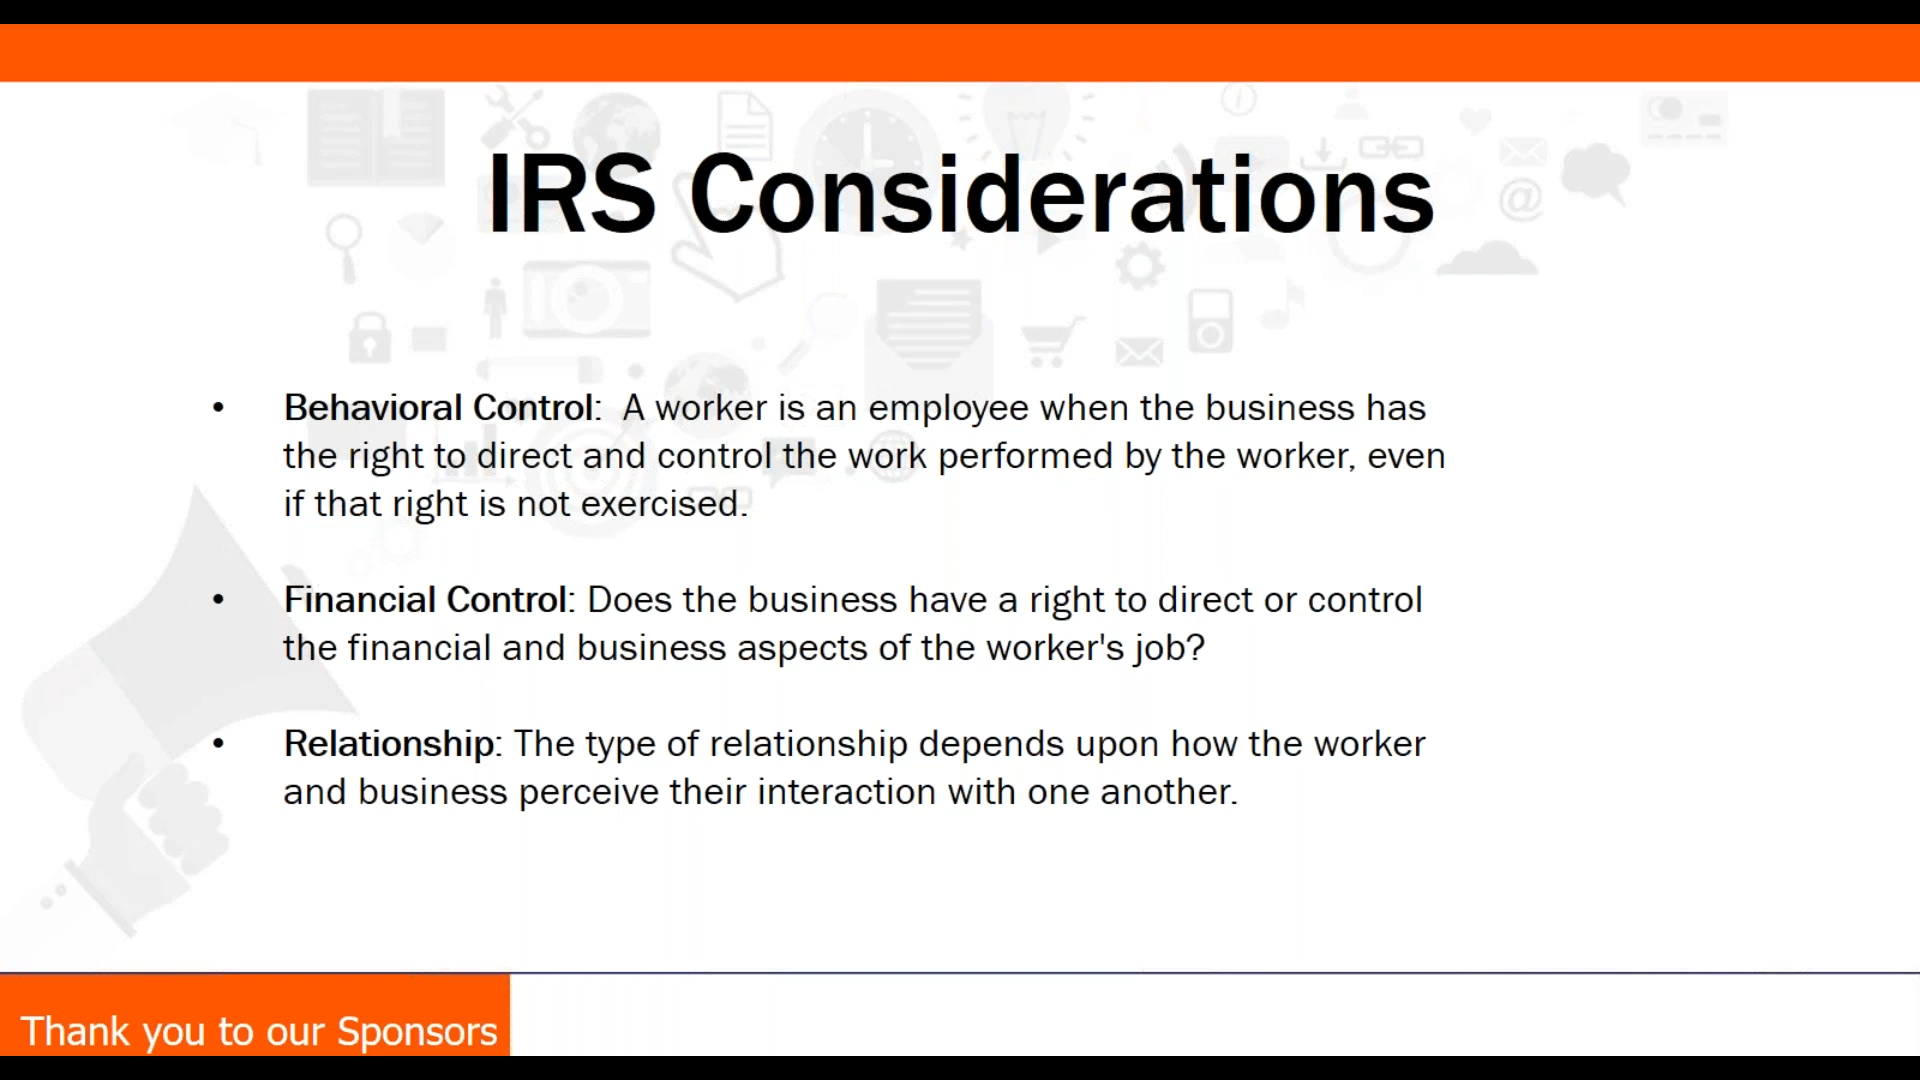 IRS Considerations
• Behavioral Control: A worker is an employee when the business has
the right to direct and control the work performed by the worker, even
if that right is not exercised.
• Financial Control: Does the business have a right to direct or control
the financial and business aspects of the worker's job?
• Relationship: The type of relationship depends upon how the worker
and business perceive their interaction with one another.
Thank you to our Sponsors